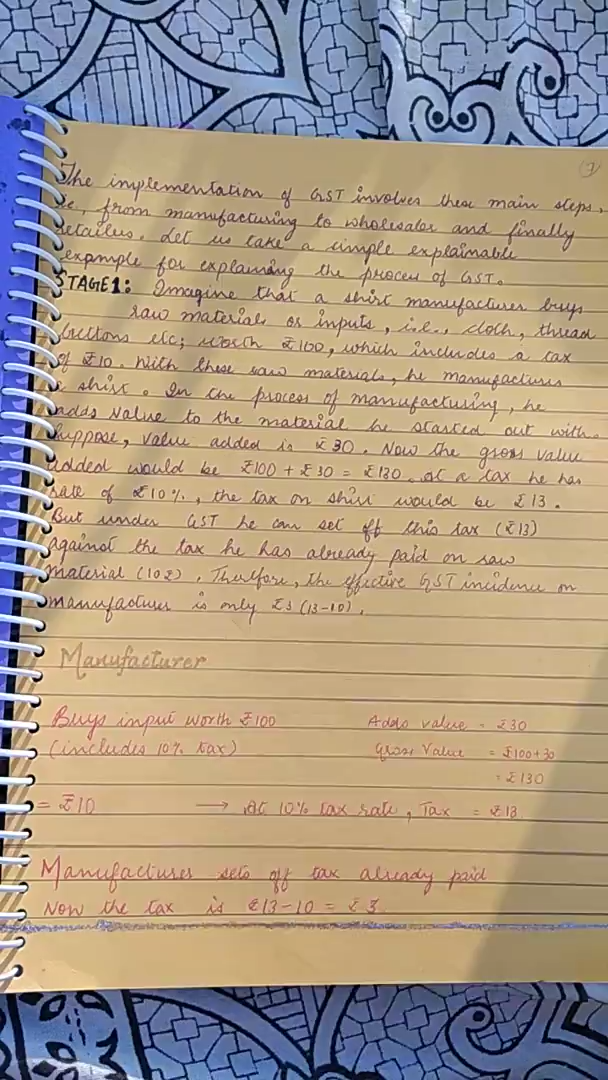 (7)
The implementation of GST involves these main steps,
ie, from manufacturing to wholesaler and finally
retailers. Let us take a simple explainable
example for explaining the process of GST.
STAGE 1: Imagine that a shirt manufacturer buys
raw materials or inputs, i.e., cloth, thread
buttons etc; worth ₹100, which includes a tax
of ₹10. With these raw materials, he manufactures
a shirt. In the process of manufacturing, he
adds value to the material he started out with.
Suppose, value added is ₹30. Now the gross value
added would be ₹100 + ₹30 = ₹130. At a tax he has
rate of ₹10%, the tax on shirt would be ₹13.
But under GST he can set off this tax (₹13)
against the tax he has already paid on raw
material (10₹). Therefore, the effective GST incidence on
manufacturer is only ₹3 (13-10).
Manufacturer
Buys input worth ₹100 Adds value = ₹30
(includes 10% tax) Gross Value = ₹100+30
= ₹130
= ₹10 → At 10% tax rate, Tax = ₹13
Manufacturer sets off tax already paid
Now the tax is ₹13-10 = ₹3